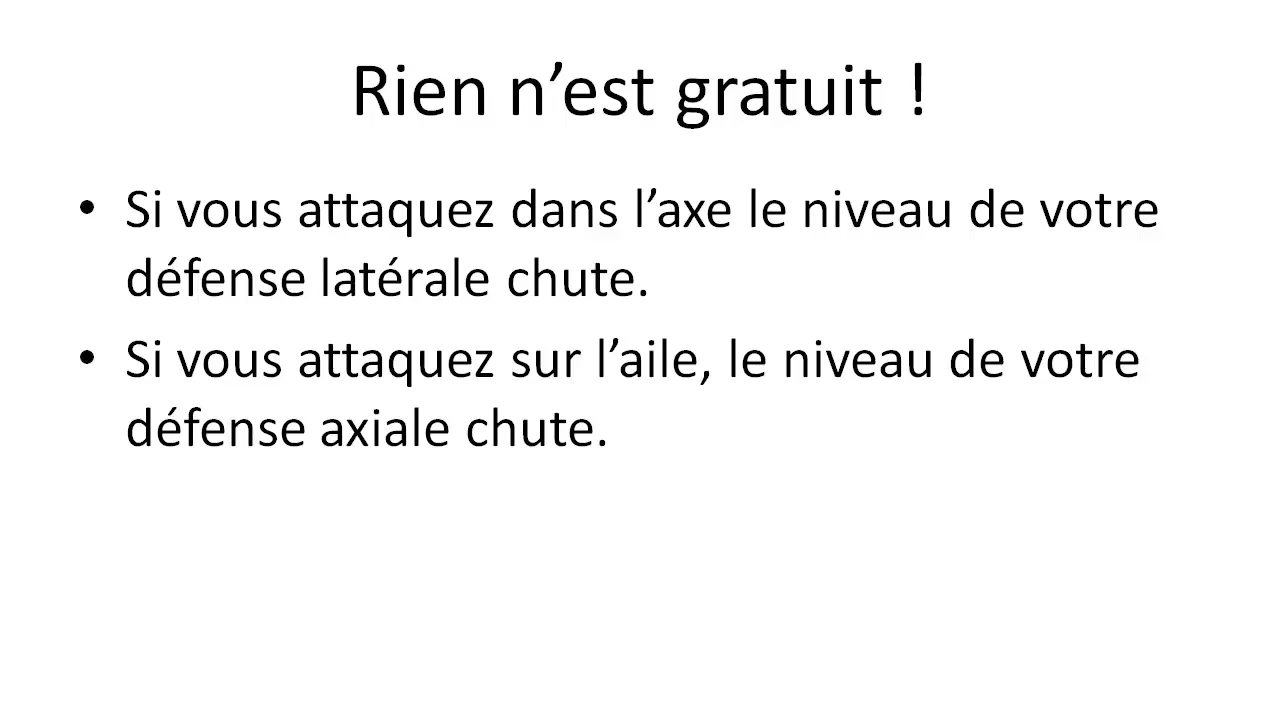 Rien n’est gratuit !
• Si vous attaquez dans l’axe le niveau de votre
défense latérale chute.
• Si vous attaquez sur l’aile, le niveau de votre
défense axiale chute.